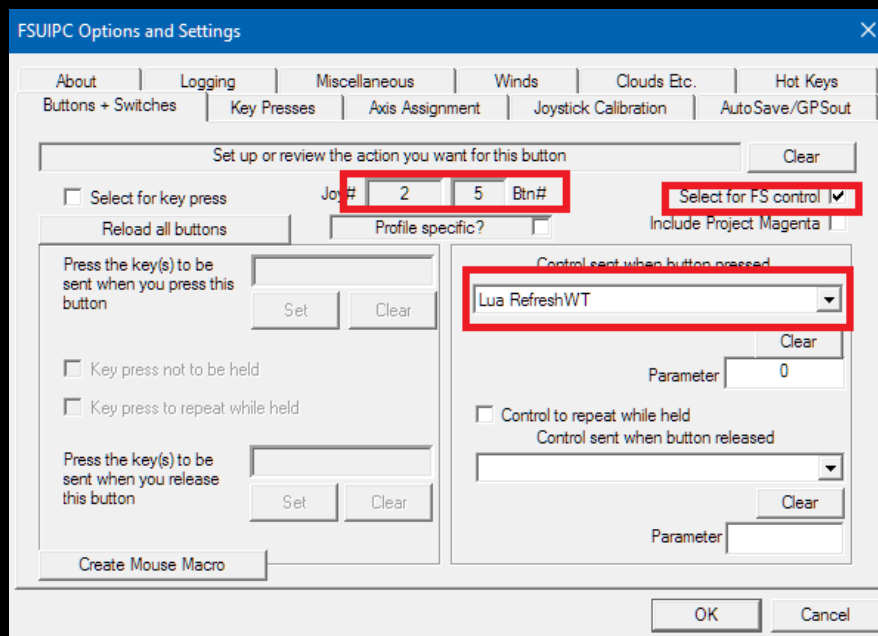 FSUIPC Options and Settings
About Logging Miscellaneous Winds Clouds Etc. Hot Keys
Buttons + Switches Key Presses Axis Assignment Joystick Calibration AutoSave/GPSout
Set up or review the action you want for this button Clear
Select for key press Joy# 2 5 Btn# Select for FS control
Reload all buttons Profile specific? Include Project Magenta
Press the key(s) to be
sent when you press this
button
Set Clear
Key press not to be held
Key press to repeat while held
Press the key(s) to be
sent when you release
this button
Set Clear
Create Mouse Macro
Control sent when button pressed
Lua RefreshWT
Clear
Parameter 0
Control to repeat while held
Control sent when button released
Clear
Parameter
OK Cancel